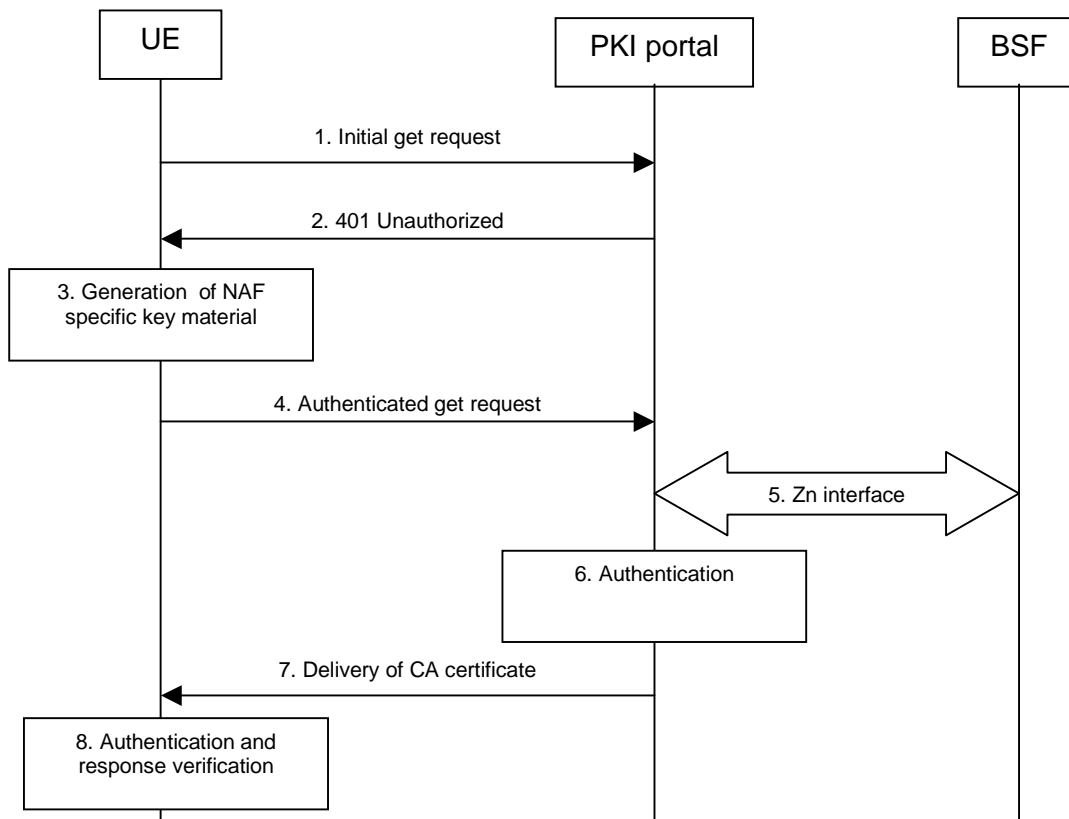 UE
PKI portal
BSF
1. Initial get request
2. 401 Unauthorized
3. Generation of NAF
specific key material
4. Authenticated get request
5. Zn interface
6. Authentication
7. Delivery of CA certificate
8. Authentication and
response verification